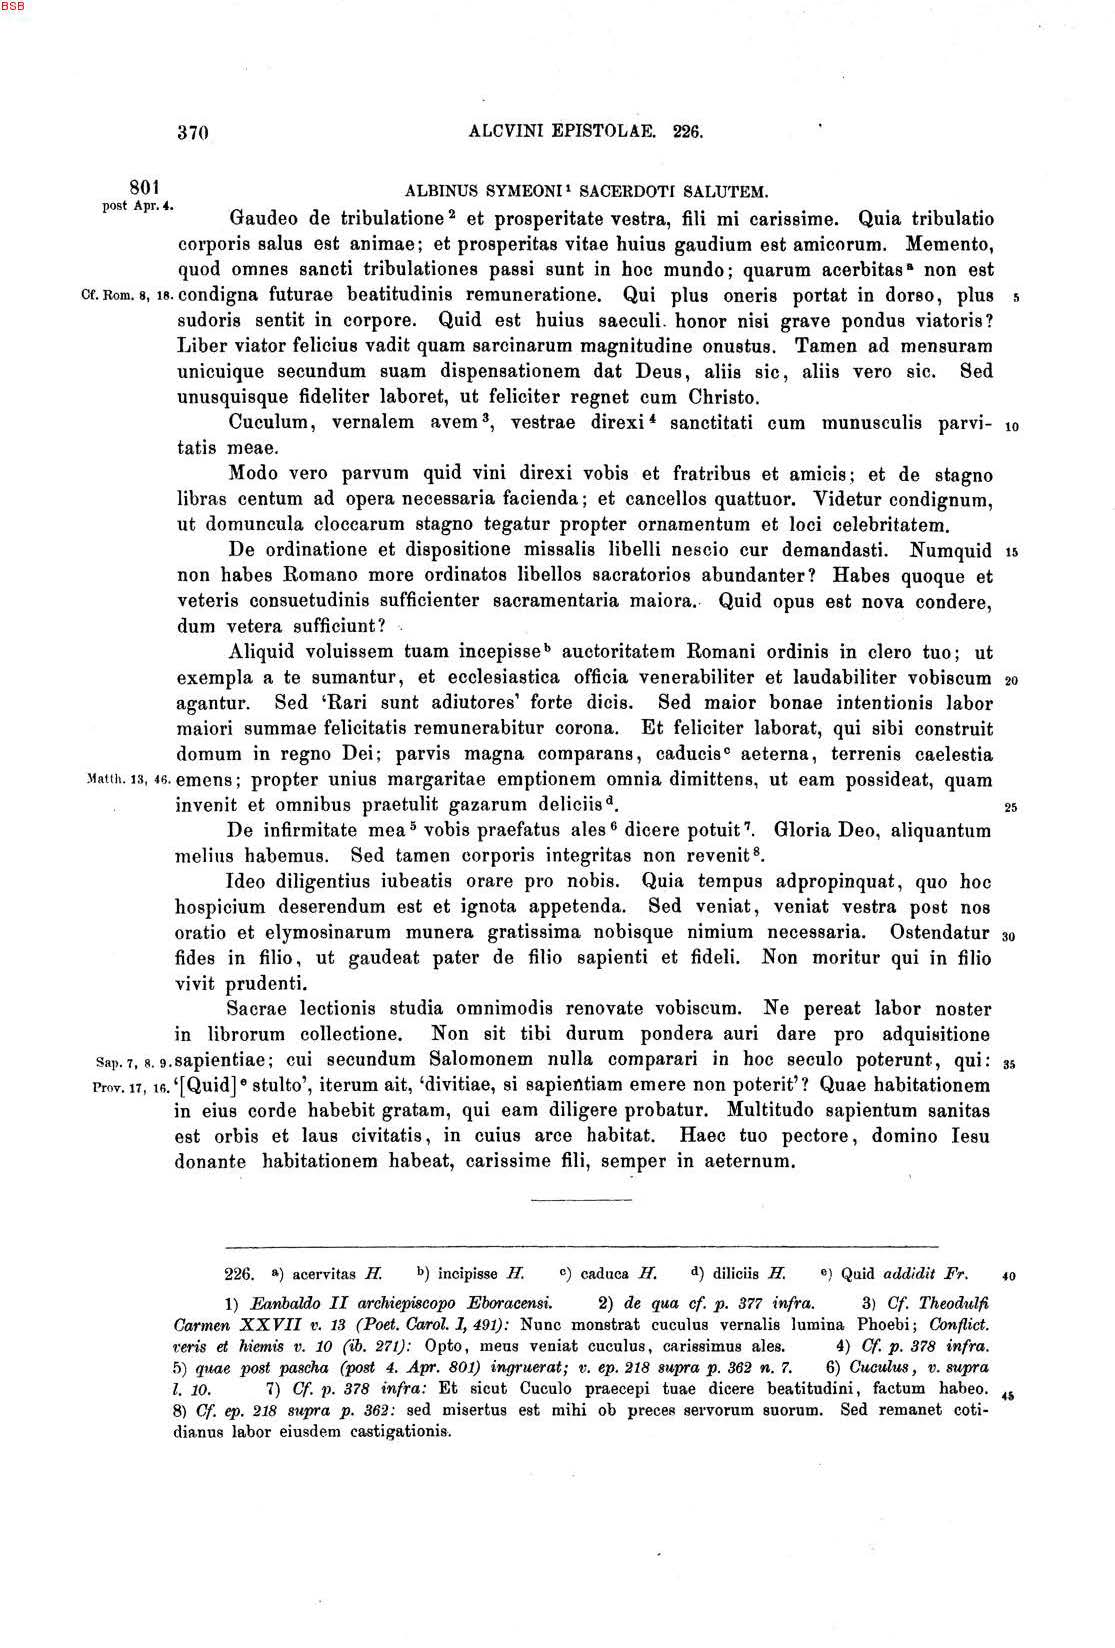 BSB
370 ALCVINI EPISTOLAE. 226.
801 ALBINUS SYMEONI¹ SACERDOTI SALUTEM.
post Apr. 4.
Gaudeo de tribulatione² et prosperitate vestra, fili mi carissime. Quia tribulatio
corporis salus est animae; et prosperitas vitae huius gaudium est amicorum. Memento,
quod omnes sancti tribulationes passi sunt in hoc mundo; quarum acerbitasᵃ non est
Cf. Rom. 8, 18. condigna futurae beatitudinis remuneratione. Qui plus oneris portat in dorso, plus 5
sudoris sentit in corpore. Quid est huius saeculi honor nisi grave pondus viatoris?
Liber viator felicius vadit quam sarcinarum magnitudine onustus. Tamen ad mensuram
unicuique secundum suam dispensationem dat Deus, aliis sic, aliis vero sic. Sed
unusquisque fideliter laboret, ut feliciter regnet cum Christo.
Cuculum, vernalem avem³, vestrae direxi⁴ sanctitati cum munusculis parvi- 10
tatis meae.
Modo vero parvum quid vini direxi vobis et fratribus et amicis; et de stagno
libras centum ad opera necessaria facienda; et cancellos quattuor. Videtur condignum,
ut domuncula cloccarum stagno tegatur propter ornamentum et loci celebritatem.
De ordinatione et dispositione missalis libelli nescio cur demandasti. Numquid 15
non habes Romano more ordinatos libellos sacratorios abundanter? Habes quoque et
veteris consuetudinis sufficienter sacramentaria maiora. Quid opus est nova condere,
dum vetera sufficiunt?
Aliquid voluissem tuam incepisseᵇ auctoritatem Romani ordinis in clero tuo; ut
exempla a te sumantur, et ecclesiastica officia venerabiliter et laudabiliter vobiscum 20
agantur. Sed ‘Rari sunt adiutores’ forte dicis. Sed maior bonae intentionis labor
maiori summae felicitatis remunerabitur corona. Et feliciter laborat, qui sibi construit
domum in regno Dei; parvis magna comparans, caducisᶜ aeterna, terrenis caelestia
Matth. 13, 46. emens; propter unius margaritae emptionem omnia dimittens, ut eam possideat, quam
invenit et omnibus praetulit gazarum deliciisᵈ. 25
De infirmitate mea⁵ vobis praefatus ales⁶ dicere potuit⁷. Gloria Deo, aliquantum
melius habemus. Sed tamen corporis integritas non revenit⁸.
Ideo diligentius iubeatis orare pro nobis. Quia tempus adpropinquat, quo hoc
hospicium deserendum est et ignota appetenda. Sed veniat, veniat vestra post nos
oratio et elymosinarum munera gratissima nobisque nimium necessaria. Ostendatur 30
fides in filio, ut gaudeat pater de filio sapienti et fideli. Non moritur qui in filio
vivit prudenti.
Sacrae lectionis studia omnimodis renovate vobiscum. Ne pereat labor noster
in librorum collectione. Non sit tibi durum pondera auri dare pro adquisitione
Sap. 7, 8. 9. sapientiae; cui secundum Salomonem nulla comparari in hoc seculo poterunt, qui: 35
Prov. 17, 16. ‘[Quid]ᵉ stulto’, iterum ait, ‘divitiae, si sapientiam emere non poterit’? Quae habitationem
in eius corde habebit gratam, qui eam diligere probatur. Multitudo sapientum sanitas
est orbis et laus civitatis, in cuius arce habitat. Haec tuo pectore, domino Iesu
donante habitationem habeat, carissime fili, semper in aeternum.
226. ᵃ) acervitas H. ᵇ) incipisse H. ᶜ) caduca H. ᵈ) diliciis H. ᵉ) Quid addidit Fr. 40
1) Eanbaldo II archiepiscopo Eboracensi. 2) de qua cf. p. 377 infra. 3) Cf. Theodulfi
Carmen XXVII v. 13 (Poet. Carol. I, 491): Nunc monstrat cuculus vernalis lumina Phoebi; Conflict.
veris et hiemis v. 10 (ib. 271): Opto, meus veniat cuculus, carissimus ales. 4) Cf. p. 378 infra.
5) quae post pascha (post 4. Apr. 801) ingruerat; v. ep. 218 supra p. 362 n. 7. 6) Cuculus, v. supra
l. 10. 7) Cf. p. 378 infra: Et sicut Cuculo praecepi tuae dicere beatitudini, factum habeo. 45
8) Cf. ep. 218 supra p. 362: sed misertus est mihi ob preces servorum suorum. Sed remanet coti-
dianus labor eiusdem castigationis.